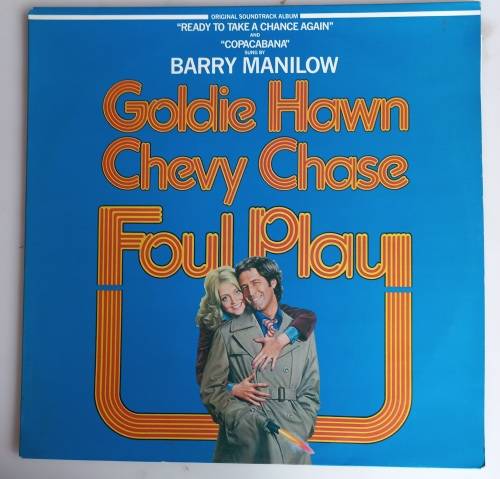 ORIGINAL SOUNDTRACK ALBUM
"READY TO TAKE A CHANCE AGAIN"
AND
"COPACABANA"
SUNG BY
BARRY MANILOW
Goldie Hawn
Chevy Chase
Foul Play